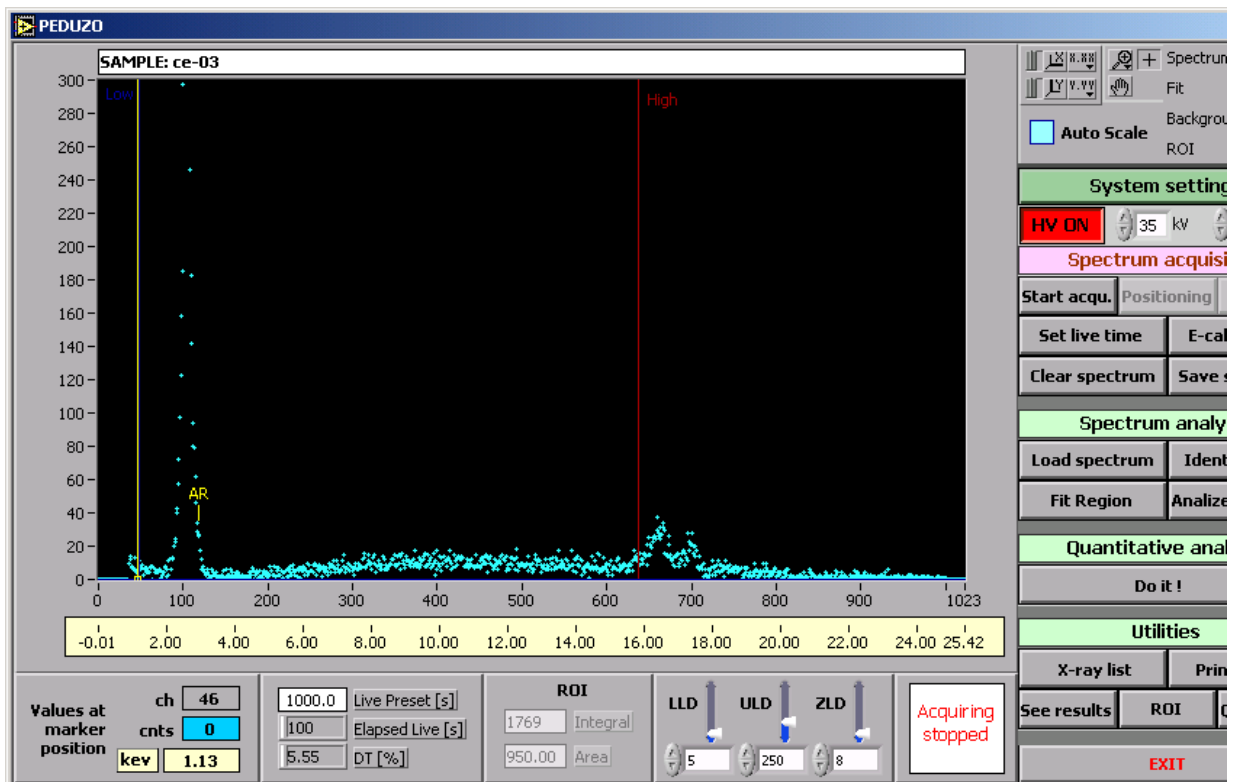 PEDUZO
SAMPLE: ce-03
300
280
260
240
220
200
180
160
140
120
100
80
60
40
20
0
Low
High
AR
0 100 200 300 400 500 600 700 800 900 1023
-0.01 2.00 4.00 6.00 8.00 10.00 12.00 14.00 16.00 18.00 20.00 22.00 24.00 25.42
Values at marker position
ch 46
cnts 0
kev 1.13
1000.0 Live Preset [s]
100 Elapsed Live [s]
5.55 DT [%]
ROI
1769 Integral
950.00 Area
LLD ULD ZLD
5 250 8
Acquiring
stopped
X X.XX
Y Y.YY
Spectrun
Fit
Backgrou
ROI
Auto Scale
System setting
HV ON 35 kV
Spectrum acquisi
Start acqu. Positioning
Set live time E-cal
Clear spectrum Save s
Spectrum analy
Load spectrum Ident
Fit Region Analize
Quantitative anal
Do it !
Utilities
X-ray list Prin
See results ROI
EXIT